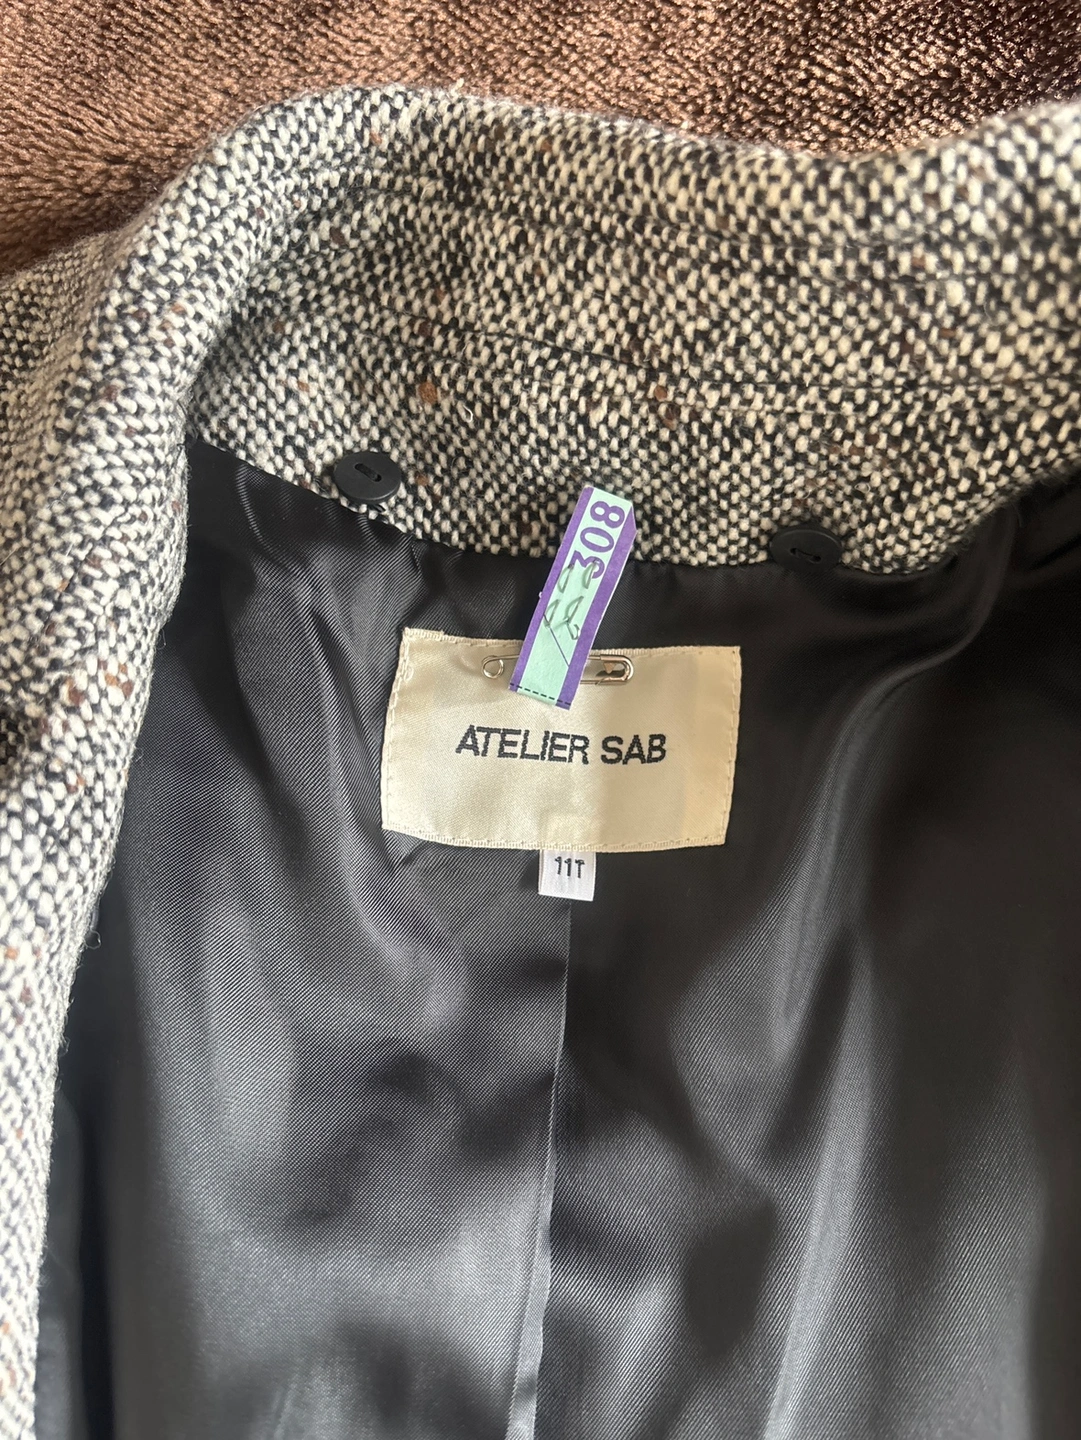 308
ATELIER SAB
11T